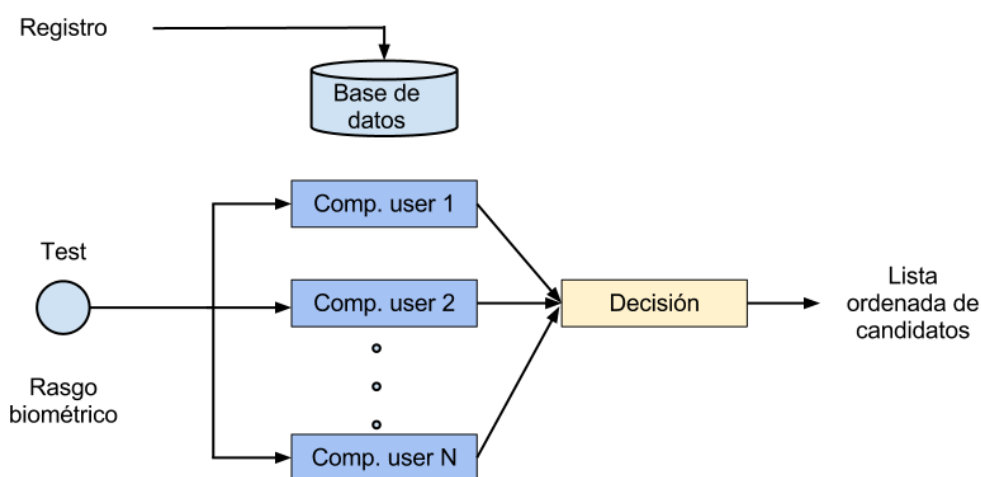 Registro
Base de
datos
Comp. user 1
Test
Comp. user 2
Decisión
Lista
ordenada de
candidatos
Rasgo
biométrico
Comp. user N